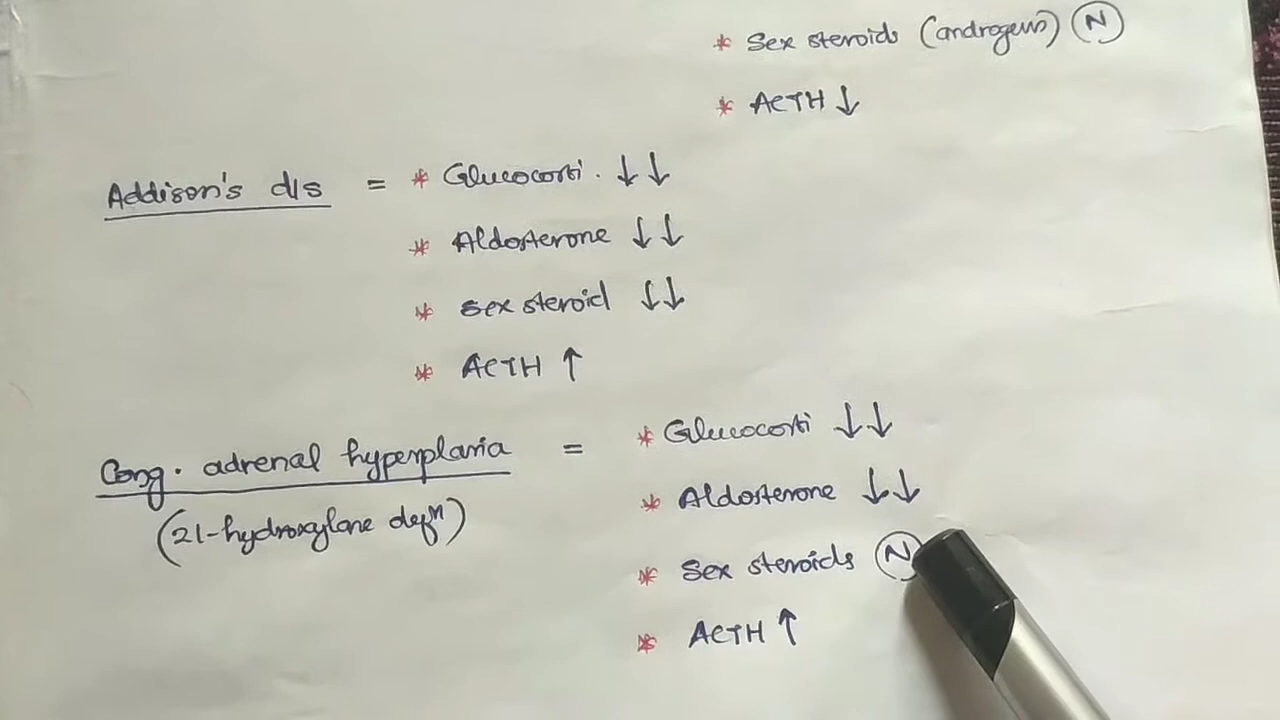 * Sex steroids (androgens) N
* ACTH ↓
Addison's d/s = * Glucocorti. ↓↓
* Aldosterone ↓↓
* Sex steroid ↓↓
* ACTH ↑
Cong. adrenal hyperplasia = * Glucocorti ↓↓
(21-hydroxylase defⁿ) * Aldosterone ↓↓
* Sex steroids N
* ACTH ↑